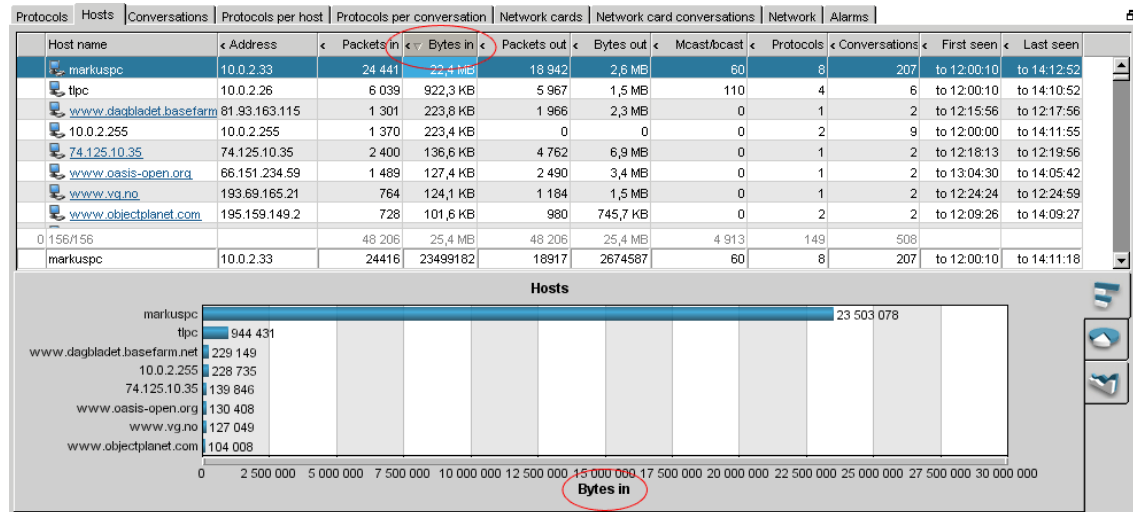 Protocols Hosts Conversations Protocols per host Protocols per conversation Network cards Network card conversations Network Alarms
Host name < Address < Packets in < Bytes in < Packets out < Bytes out < Mcast/bcast < Protocols < Conversations < First seen < Last seen
markuspc 10.0.2.33 24 441 22,4 MB 18 942 2,6 MB 60 8 207 to 12:00:10 to 14:12:52
tlpc 10.0.2.26 6 039 922,3 KB 5 967 1,5 MB 110 4 6 to 12:00:10 to 14:10:52
www.dagbladet.basefarm 81.93.163.115 1 301 223,8 KB 1 966 2,3 MB 0 1 2 to 12:15:56 to 12:17:56
10.0.2.255 10.0.2.255 1 370 223,4 KB 0 0 0 2 9 to 12:00:00 to 14:11:55
74.125.10.35 74.125.10.35 2 400 136,6 KB 4 762 6,9 MB 0 1 2 to 12:18:13 to 12:19:56
www.oasis-open.org 66.151.234.59 1 489 127,4 KB 2 490 3,4 MB 0 1 2 to 13:04:30 to 14:05:42
www.vg.no 193.69.165.21 764 124,1 KB 1 184 1,5 MB 0 1 2 to 12:24:24 to 12:24:59
www.objectplanet.com 195.159.149.2 728 101,6 KB 980 745,7 KB 0 2 2 to 12:09:26 to 14:09:27
0 156/156 48 206 25,4 MB 48 206 25,4 MB 4 913 149 508
markuspc 10.0.2.33 24416 23499182 18917 2674587 60 8 207 to 12:00:10 to 14:11:18
Hosts
markuspc 23 503 078
tlpc 944 431
www.dagbladet.basefarm.net 229 149
10.0.2.255 228 735
74.125.10.35 139 846
www.oasis-open.org 130 408
www.vg.no 127 049
www.objectplanet.com 104 008
0 2 500 000 5 000 000 7 500 000 10 000 000 12 500 000 15 000 000 17 500 000 20 000 000 22 500 000 25 000 000 27 500 000 30 000 000
Bytes in